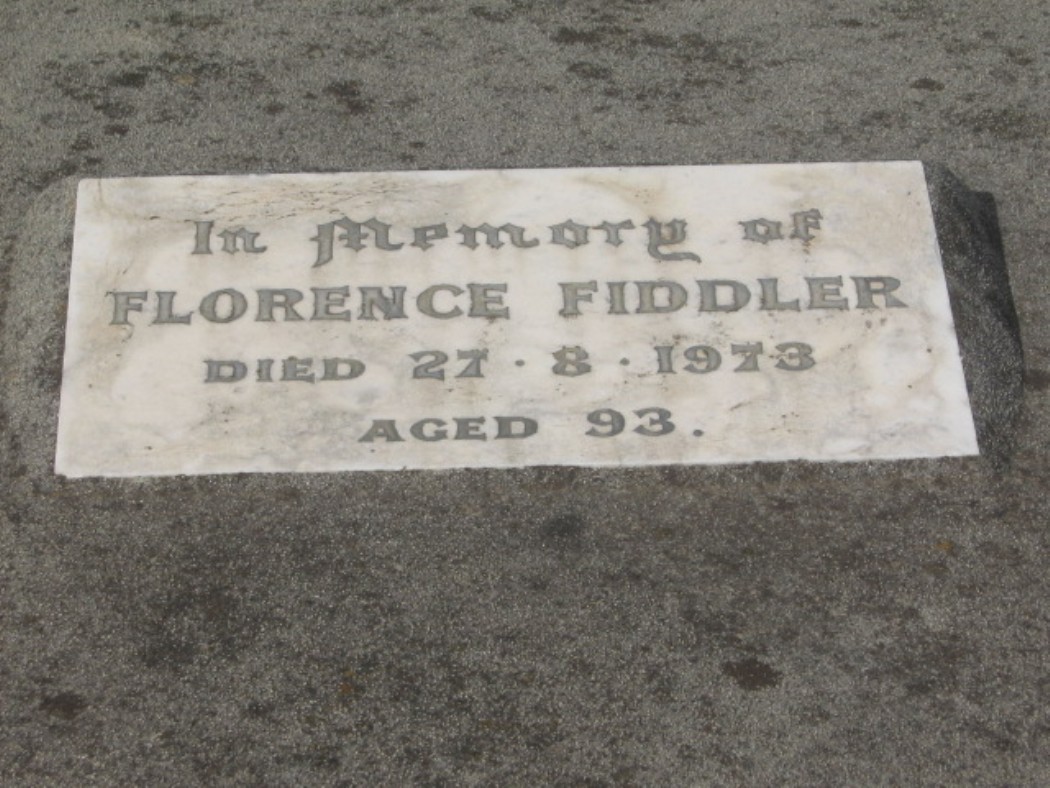 In Memory of
FLORENCE FIDDLER
DIED 27·8·1973
AGED 93.